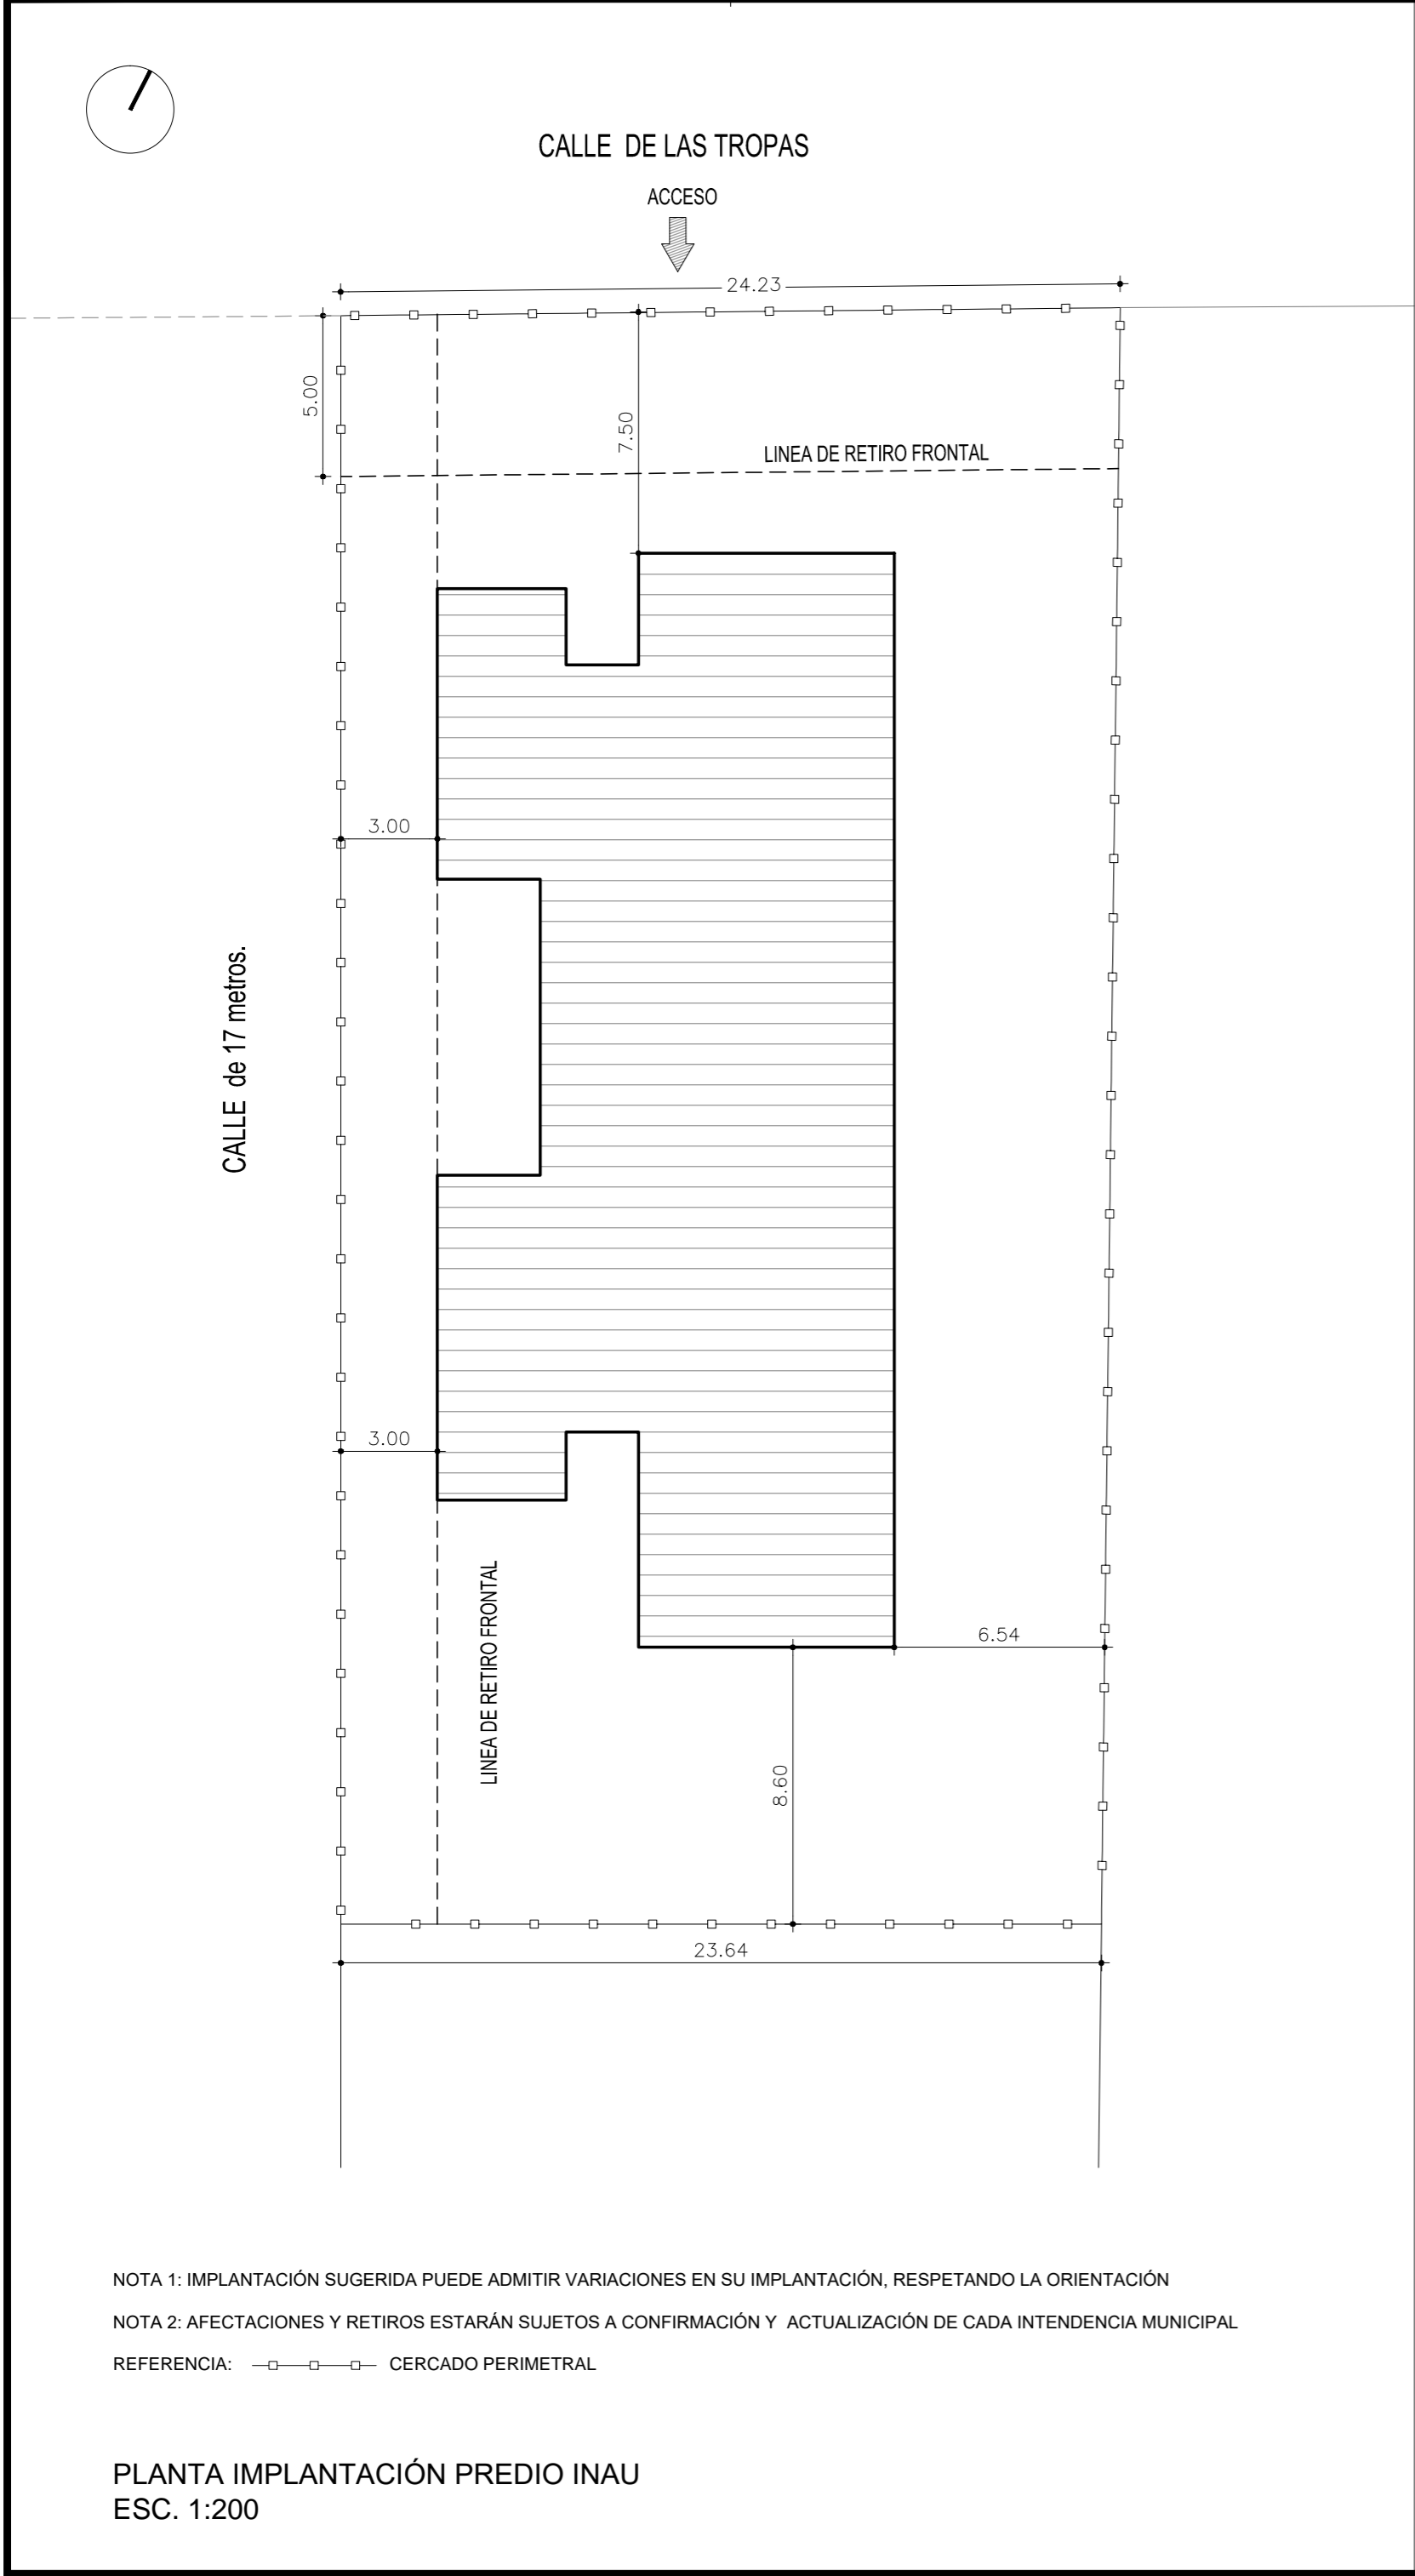 CALLE DE LAS TROPAS
ACCESO
24.23
5.00
7.50
LINEA DE RETIRO FRONTAL
3.00
CALLE de 17 metros.
3.00
LINEA DE RETIRO FRONTAL
6.54
8.60
23.64
NOTA 1: IMPLANTACIÓN SUGERIDA PUEDE ADMITIR VARIACIONES EN SU IMPLANTACIÓN, RESPETANDO LA ORIENTACIÓN
NOTA 2: AFECTACIONES Y RETIROS ESTARÁN SUJETOS A CONFIRMACIÓN Y ACTUALIZACIÓN DE CADA INTENDENCIA MUNICIPAL
REFERENCIA: CERCADO PERIMETRAL
PLANTA IMPLANTACIÓN PREDIO INAU
ESC. 1:200